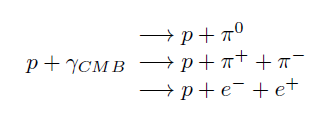 ⟶ p + π⁰
p + γ_CMB ⟶ p + π⁺ + π⁻
⟶ p + e⁻ + e⁺